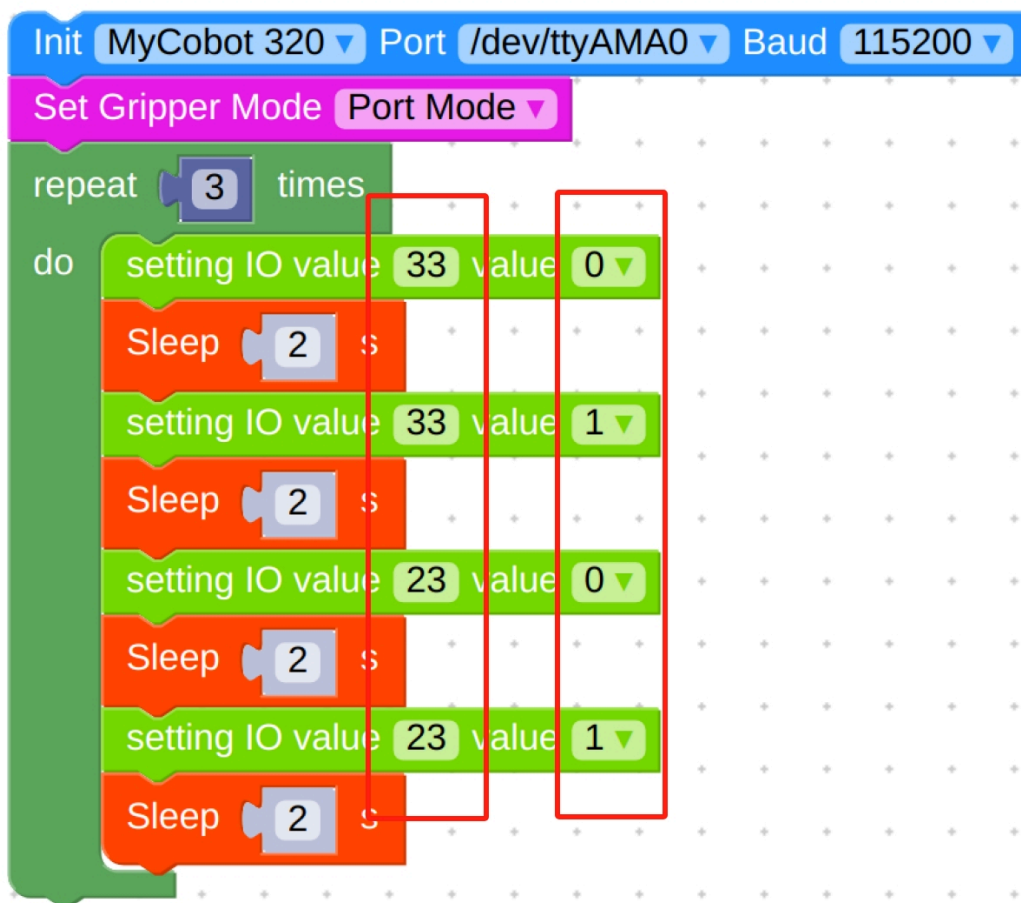 Init MyCobot 320 ▼ Port /dev/ttyAMA0 ▼ Baud 115200 ▼
Set Gripper Mode Port Mode ▼
repeat 3 times
do setting IO value 33 value 0 ▼
Sleep 2 s
setting IO value 33 value 1 ▼
Sleep 2 s
setting IO value 23 value 0 ▼
Sleep 2 s
setting IO value 23 value 1 ▼
Sleep 2 s